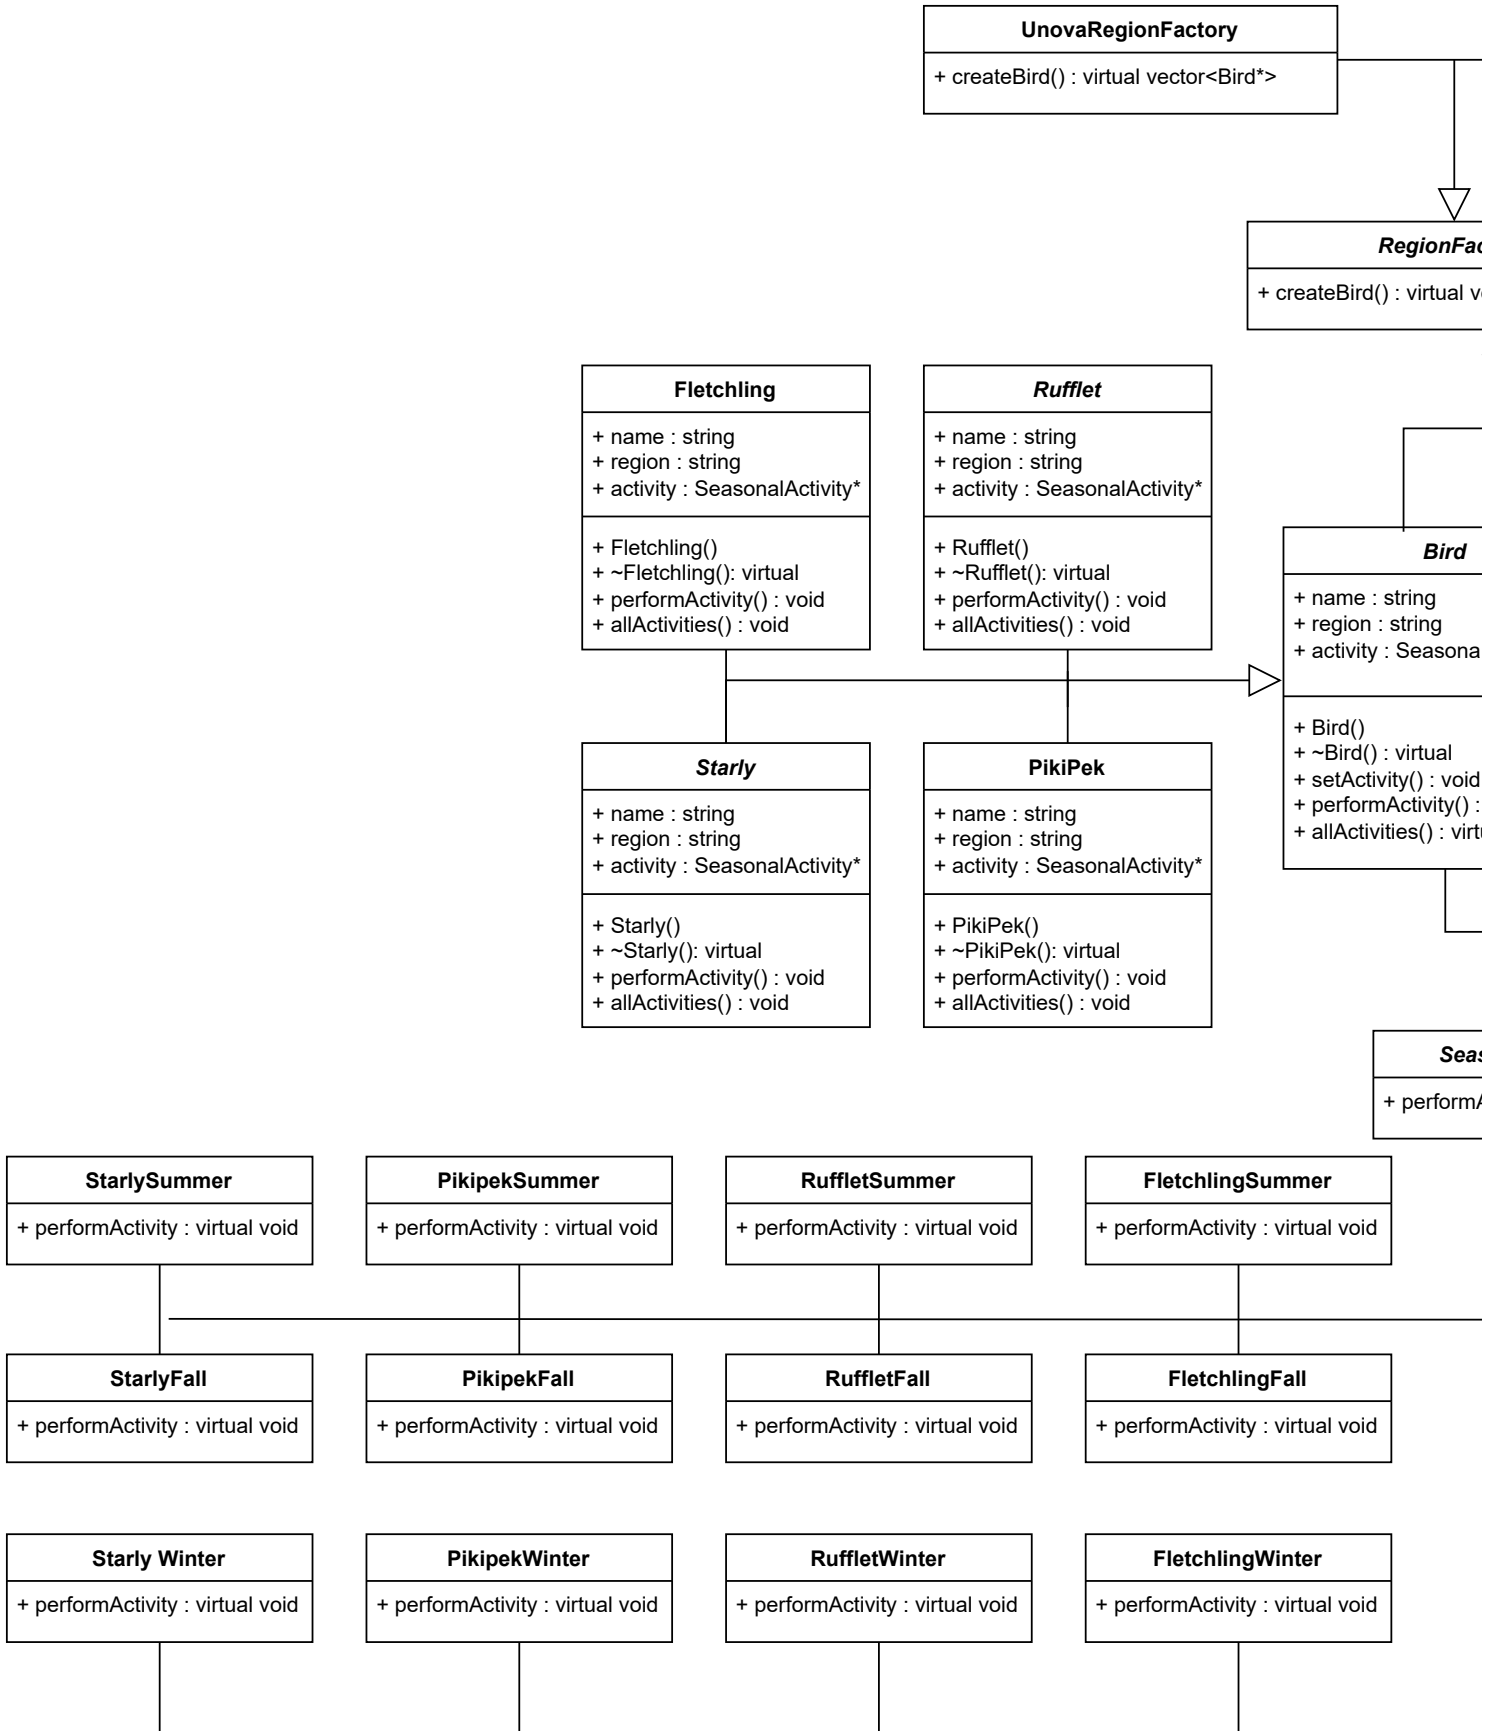 UnovaRegionFactory
+ createBird() : virtual vector<Bird*>
+ createBird() : virtual
Fletchling
+ name : string
+ region : string
+ activity : SeasonalActivity*
+ Fletchling()
+ ~Fletchling(): virtual
+ performActivity() : void
+ allActivities() : void
Rufflet
+ name : string
+ region : string
+ activity : SeasonalActivity*
+ Rufflet()
+ ~Rufflet(): virtual
+ performActivity() : void
+ allActivities() : void
Bird
+ name : string
+ region : string
+ activity :
+ Bird()
+ ~Bird() : virtual
+ setActivity() : void
+ performActivity() :
+ allActivities() :
Starly
+ name : string
+ region : string
+ activity : SeasonalActivity*
+ Starly()
+ ~Starly(): virtual
+ performActivity() : void
+ allActivities() : void
PikiPek
+ name : string
+ region : string
+ activity : SeasonalActivity*
+ PikiPek()
+ ~PikiPek(): virtual
+ performActivity() : void
+ allActivities() : void
StarlySummer
+ performActivity : virtual void
PikipekSummer
+ performActivity : virtual void
RuffletSummer
+ performActivity : virtual void
FletchlingSummer
+ performActivity : virtual void
StarlyFall
+ performActivity : virtual void
PikipekFall
+ performActivity : virtual void
RuffletFall
+ performActivity : virtual void
FletchlingFall
+ performActivity : virtual void
Starly Winter
+ performActivity : virtual void
PikipekWinter
+ performActivity : virtual void
RuffletWinter
+ performActivity : virtual void
FletchlingWinter
+ performActivity : virtual void